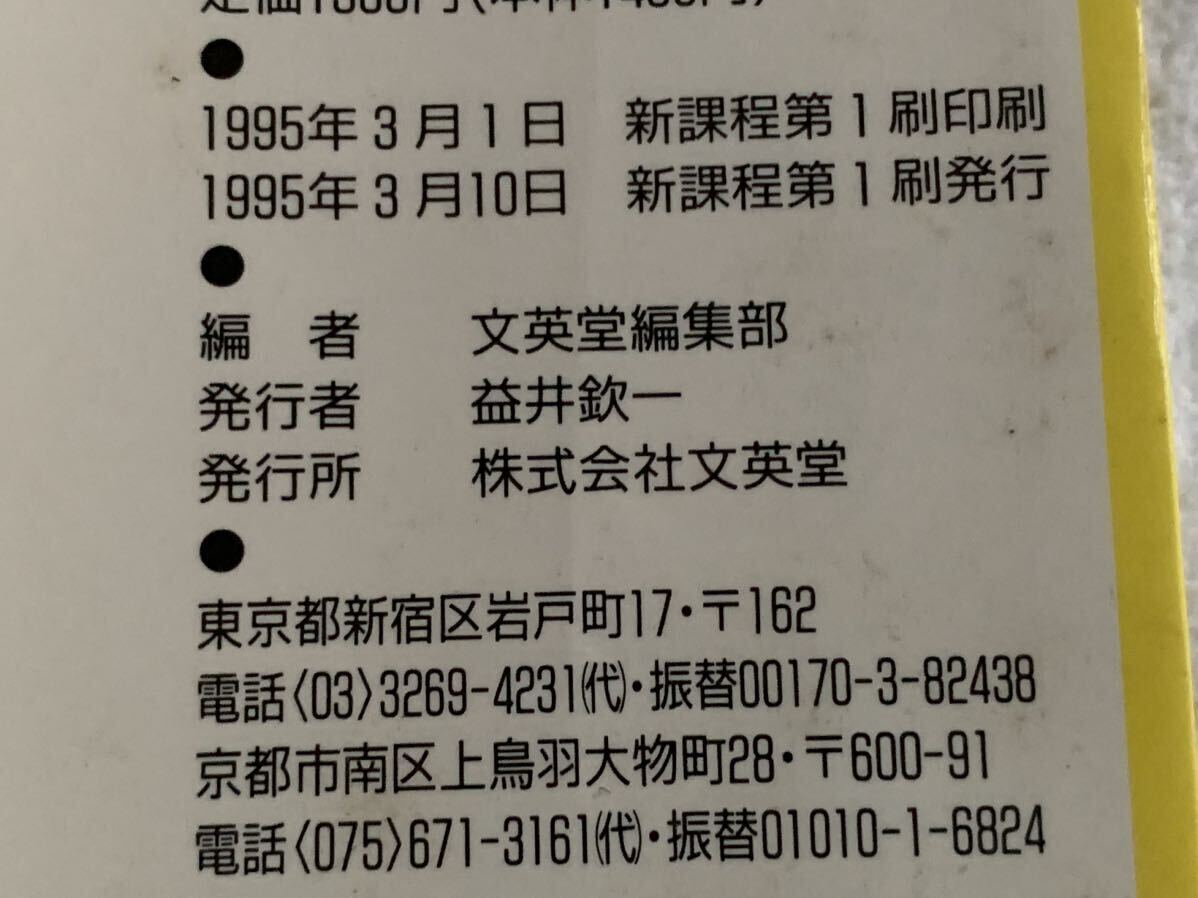 ●
1995年3月1日　新課程第1刷印刷
1995年3月10日　新課程第1刷発行
●
編　者　　文英堂編集部
発行者　　益井欽一
発行所　　株式会社文英堂
●
東京都新宿区岩戸町17・〒162
電話〈03〉3269-4231㈹・振替00170-3-82438
京都市南区上鳥羽大物町28・〒600-91
電話〈075〉671-3161㈹・振替01010-1-6824